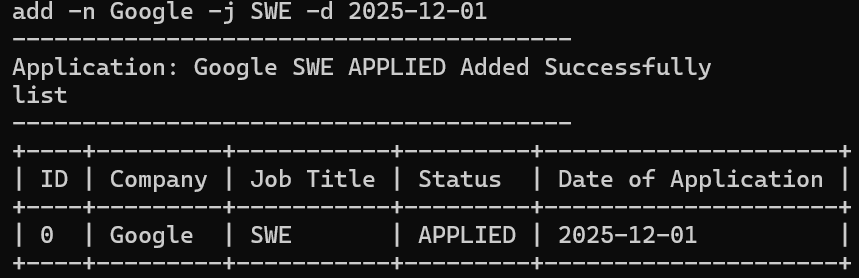 add -n Google -j SWE -d 2025-12-01
----------------------------------------
Application: Google SWE APPLIED Added Successfully
list
----------------------------------------
+----+---------+-----------+---------+---------------------+
| ID | Company | Job Title | Status  | Date of Application |
+----+---------+-----------+---------+---------------------+
| 0  | Google  | SWE       | APPLIED | 2025-12-01          |
+----+---------+-----------+---------+---------------------+